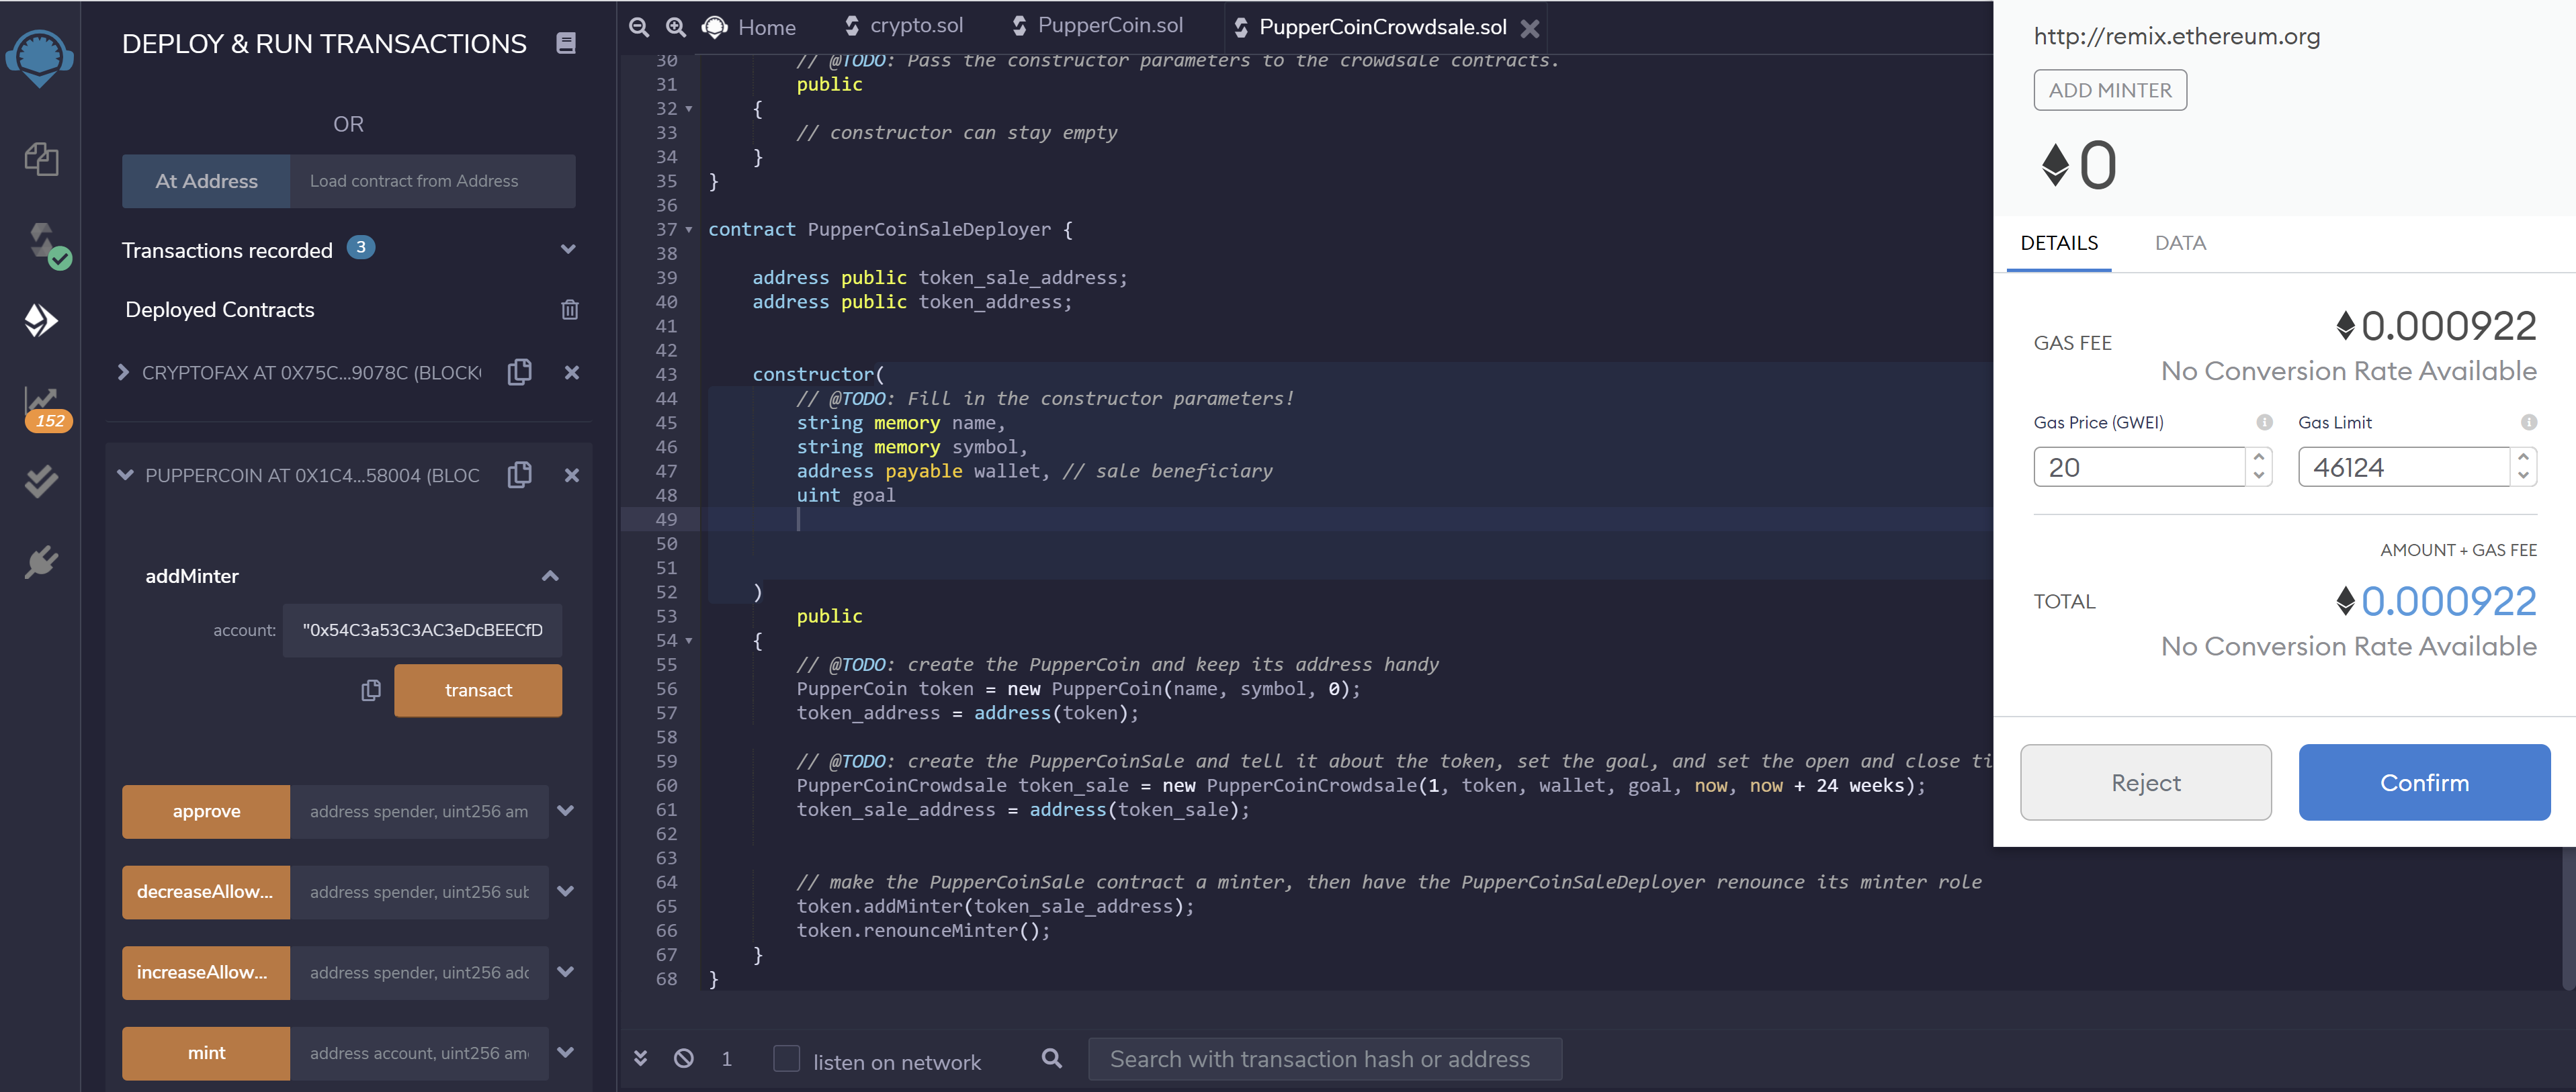 DEPLOY & RUN TRANSACTIONS
OR
At Address
Load contract from Address
Transactions recorded
3
Deployed Contracts
CRYPTOFAX AT 0X75C...9078C (BLOCK
152
PUPPERCOIN AT 0X1C4...58004 (BLOC
addMinter
account:
"0x54C3a53C3AC3eDcBEECfD
transact
approve
address spender, uint256 am
decreaseAllow...
address spender, uint256 sub
increaseAllow...
address spender, uint256 add
mint
address account, uint256 am
Home
crypto.sol
PupperCoin.sol
PupperCoinCrowdsale.sol
30 // @TODO: Pass the constructor parameters to the crowdsale contracts.
31 public
32 {
33 // constructor can stay empty
34 }
35 }
36
37 contract PupperCoinSaleDeployer {
38
39 address public token_sale_address;
40 address public token_address;
41
42
43 constructor(
44 // @TODO: Fill in the constructor parameters!
45 string memory name,
46 string memory symbol,
47 address payable wallet, // sale beneficiary
48 uint goal
49
50
51
52 )
53 public
54 {
55 // @TODO: create the PupperCoin and keep its address handy
56 PupperCoin token = new PupperCoin(name, symbol, 0);
57 token_address = address(token);
58
59 // @TODO: create the PupperCoinSale and tell it about the token, set the goal, and set the open and close ti
60 PupperCoinCrowdsale token_sale = new PupperCoinCrowdsale(1, token, wallet, goal, now, now + 24 weeks);
61 token_sale_address = address(token_sale);
62
63
64 // make the PupperCoinSale contract a minter, then have the PupperCoinSaleDeployer renounce its minter role
65 token.addMinter(token_sale_address);
66 token.renounceMinter();
67 }
68 }
1
listen on network
Search with transaction hash or address
http://remix.ethereum.org
ADD MINTER
0
DETAILS
DATA
GAS FEE
0.000922
No Conversion Rate Available
Gas Price (GWEI)
Gas Limit
20
46124
AMOUNT + GAS FEE
TOTAL
0.000922
No Conversion Rate Available
Reject
Confirm